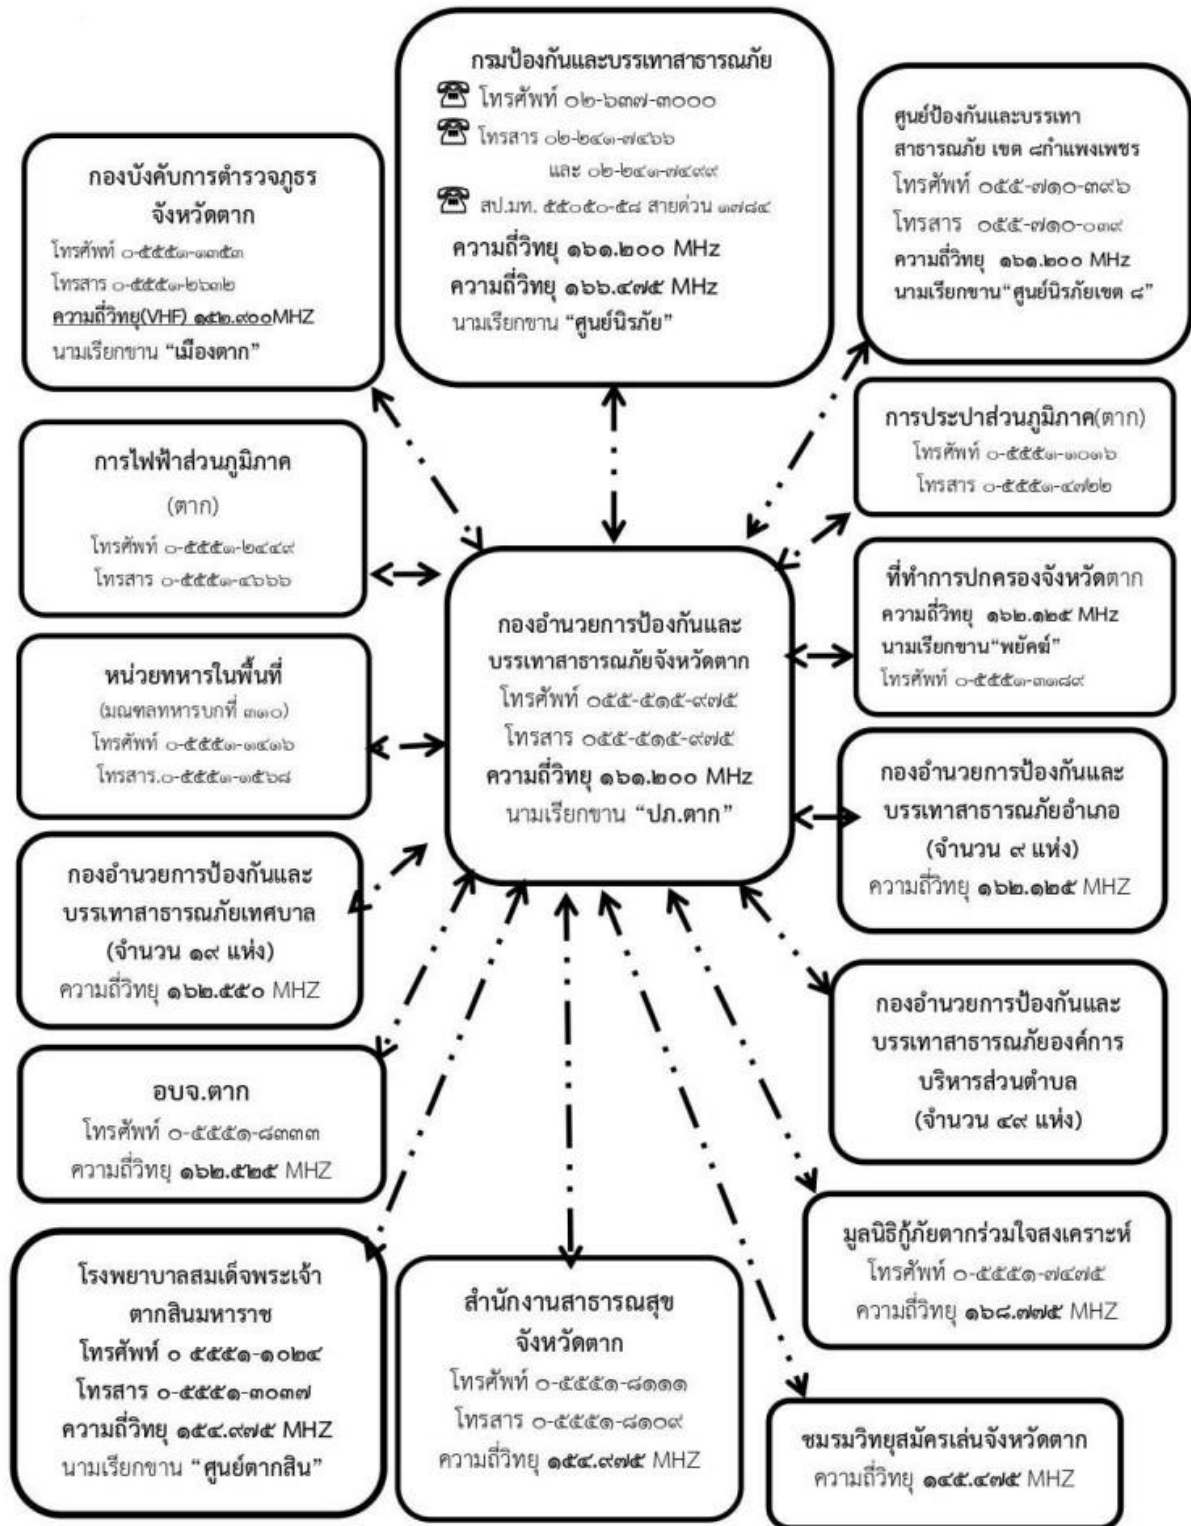 กรมป้องกันและบรรเทาสาธารณภัย
โทรศัพท์ ๐๒-๖๓๗-๓๐๐๐
โทรสาร ๐๒-๒๔๑-๗๔๖๖
และ ๐๒-๒๔๑-๗๔๙๙
สป.มท. ๕๕๐๕๐-๕๘ สายด่วน ๑๗๘๔
ความถี่วิทยุ ๑๖๑.๒๐๐ MHz
ความถี่วิทยุ ๑๖๖.๔๗๕ MHz
นามเรียกขาน “ศูนย์นิรภัย”
กองบังคับการตำรวจภูธร
จังหวัดตาก
โทรศัพท์ ๐-๕๕๕๑-๑๓๕๓
โทรสาร ๐-๕๕๕๑-๒๖๓๒
ความถี่วิทยุ(VHF) ๑๕๒.๙๐๐MHZ
นามเรียกขาน “เมืองตาก”
ศูนย์ป้องกันและบรรเทา
สาธารณภัย เขต ๘กำแพงเพชร
โทรศัพท์ ๐๕๕-๗๑๐-๓๙๖
โทรสาร ๐๕๕-๗๑๐-๐๓๙
ความถี่วิทยุ ๑๖๑.๒๐๐ MHz
นามเรียกขาน“ศูนย์นิรภัยเขต ๘”
การไฟฟ้าส่วนภูมิภาค
(ตาก)
โทรศัพท์ ๐-๕๕๕๑-๒๔๔๙
โทรสาร ๐-๕๕๕๑-๔๖๖๖
การประปาส่วนภูมิภาค(ตาก)
โทรศัพท์ ๐-๕๕๕๑-๑๐๑๖
โทรสาร ๐-๕๕๕๑-๔๗๒๒
กองอำนวยการป้องกันและ
บรรเทาสาธารณภัยจังหวัดตาก
โทรศัพท์ ๐๕๕-๕๑๕-๙๗๕
โทรสาร ๐๕๕-๕๑๕-๙๗๕
ความถี่วิทยุ ๑๖๑.๒๐๐ MHz
นามเรียกขาน “ปภ.ตาก”
ที่ทำการปกครองจังหวัดตาก
ความถี่วิทยุ ๑๖๒.๑๒๕ MHz
นามเรียกขาน“พยัคฆ์”
โทรศัพท์ ๐-๕๕๕๑-๓๑๘๙
หน่วยทหารในพื้นที่
(มณฑลทหารบกที่ ๓๑๐)
โทรศัพท์ ๐-๕๕๕๑-๑๔๑๖
โทรสาร.๐-๕๕๕๑-๑๕๖๘
กองอำนวยการป้องกันและ
บรรเทาสาธารณภัยอำเภอ
(จำนวน ๙ แห่ง)
ความถี่วิทยุ ๑๖๒.๑๒๕ MHZ
กองอำนวยการป้องกันและ
บรรเทาสาธารณภัยเทศบาล
(จำนวน ๑๙ แห่ง)
ความถี่วิทยุ ๑๖๒.๕๕๐ MHZ
กองอำนวยการป้องกันและ
บรรเทาสาธารณภัยองค์การ
บริหารส่วนตำบล
(จำนวน ๔๙ แห่ง)
อบจ.ตาก
โทรศัพท์ ๐-๕๕๕๑-๘๓๓๓
ความถี่วิทยุ ๑๖๒.๕๒๕ MHZ
มูลนิธิกู้ภัยตากร่วมใจสงเคราะห์
โทรศัพท์ ๐-๕๕๕๑-๗๔๗๕
ความถี่วิทยุ ๑๖๘.๗๗๕ MHZ
โรงพยาบาลสมเด็จพระเจ้า
ตากสินมหาราช
โทรศัพท์ ๐ ๕๕๕๑-๑๐๒๔
โทรสาร ๐-๕๕๕๑-๓๐๓๗
ความถี่วิทยุ ๑๕๔.๙๗๕ MHZ
นามเรียกขาน “ศูนย์ตากสิน”
สำนักงานสาธารณสุข
จังหวัดตาก
โทรศัพท์ ๐-๕๕๕๑-๘๑๑๑
โทรสาร ๐-๕๕๕๑-๘๑๐๙
ความถี่วิทยุ ๑๕๔.๙๗๕ MHZ
ชมรมวิทยุสมัครเล่นจังหวัดตาก
ความถี่วิทยุ ๑๔๕.๔๗๕ MHZ